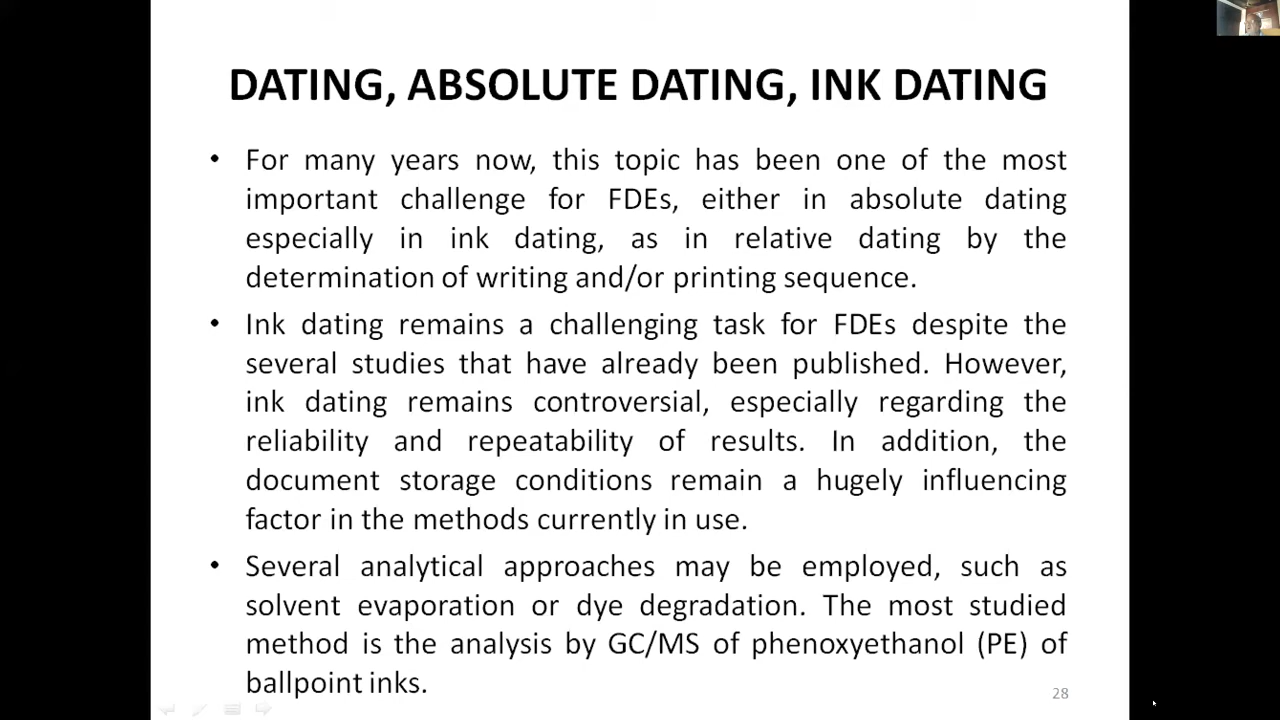 DATING, ABSOLUTE DATING, INK DATING
• For many years now, this topic has been one of the most
important challenge for FDEs, either in absolute dating
especially in ink dating, as in relative dating by the
determination of writing and/or printing sequence.
• Ink dating remains a challenging task for FDEs despite the
several studies that have already been published. However,
ink dating remains controversial, especially regarding the
reliability and repeatability of results. In addition, the
document storage conditions remain a hugely influencing
factor in the methods currently in use.
• Several analytical approaches may be employed, such as
solvent evaporation or dye degradation. The most studied
method is the analysis by GC/MS of phenoxyethanol (PE) of
ballpoint inks.
28